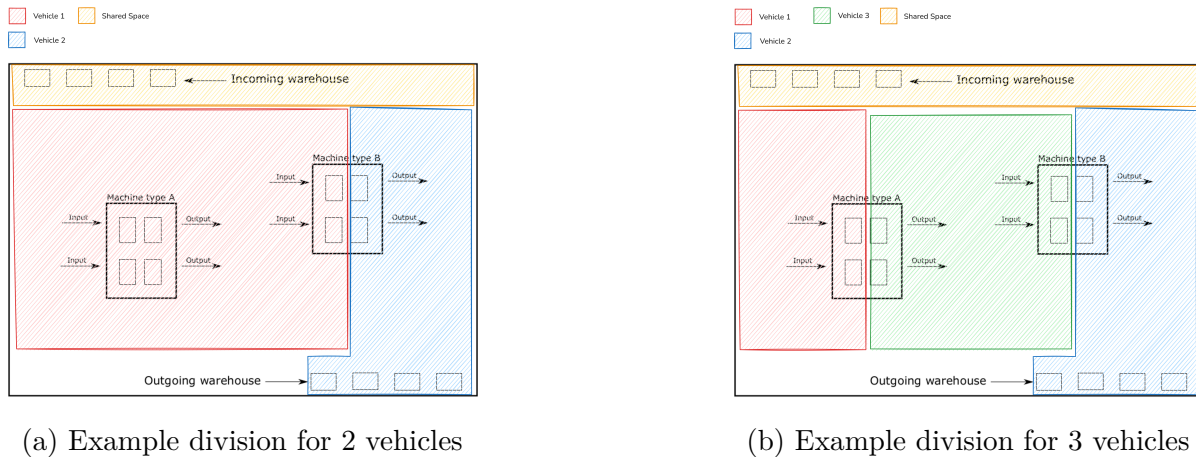 Vehicle 1
Shared Space
Vehicle 2
Incoming warehouse
Machine type B
Input
Output
Machine type A
Input
Output
Input
Output
Input
Output
Outgoing warehouse
(a) Example division for 2 vehicles
Vehicle 1
Vehicle 3
Shared Space
Vehicle 2
Incoming warehouse
Machine type B
Input
Output
Machine type A
Input
Output
Input
Output
Input
Output
Outgoing warehouse
(b) Example division for 3 vehicles